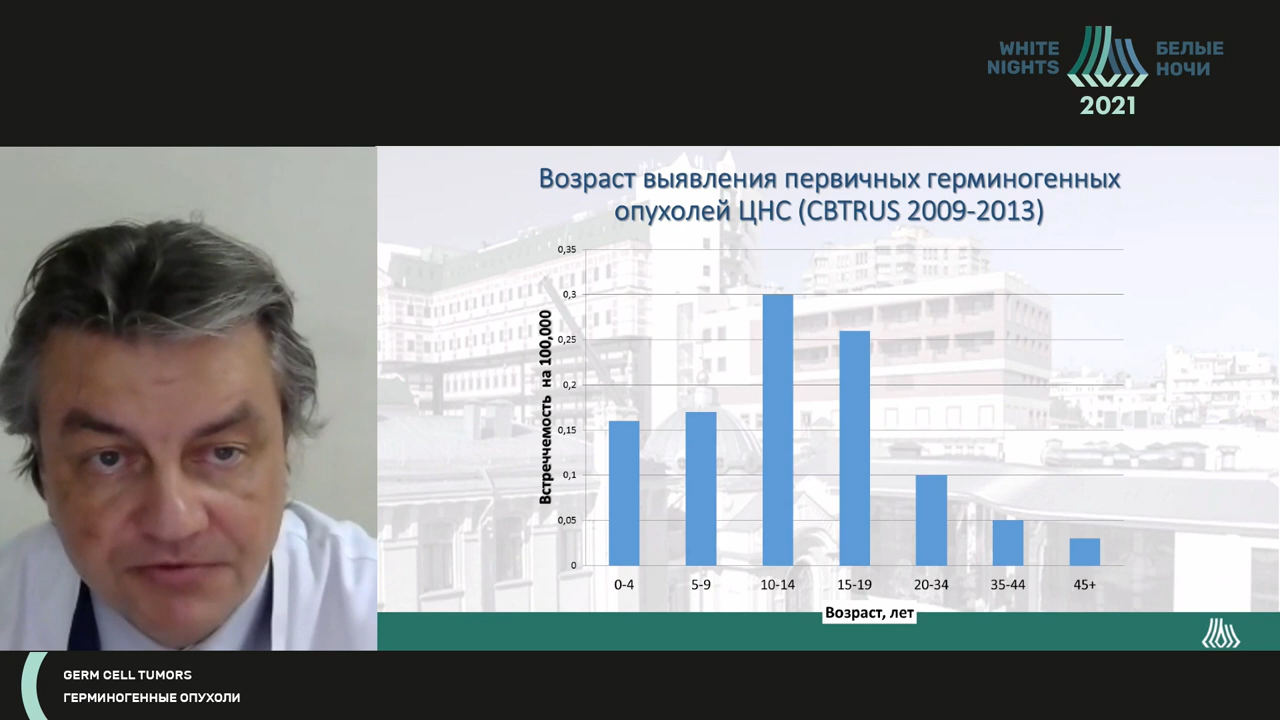 WHITE
NIGHTS
БЕЛЫЕ
НОЧИ
2021
Возраст выявления первичных герминогенных
опухолей ЦНС (CBTRUS 2009-2013)
Встреччемость на 100,000
0,35
0,3
0,25
0,2
0,15
0,1
0,05
0
0-4
5-9
10-14
15-19
20-34
35-44
45+
Возраст, лет
GERM CELL TUMORS
ГЕРМИНОГЕННЫЕ ОПУХОЛИ